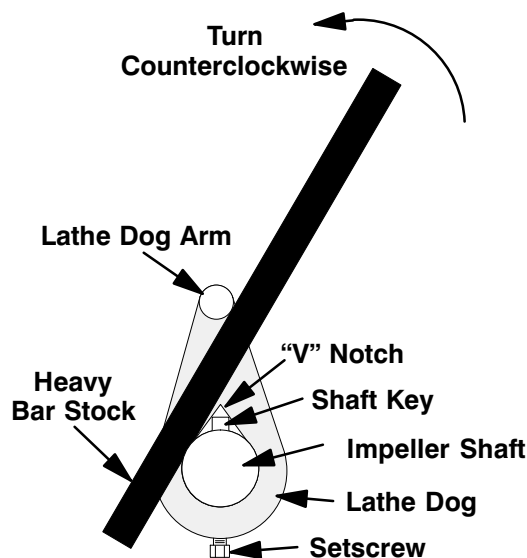 Turn
Counterclockwise
Lathe Dog Arm
“V” Notch
Heavy
Bar Stock
Shaft Key
Impeller Shaft
Lathe Dog
Setscrew